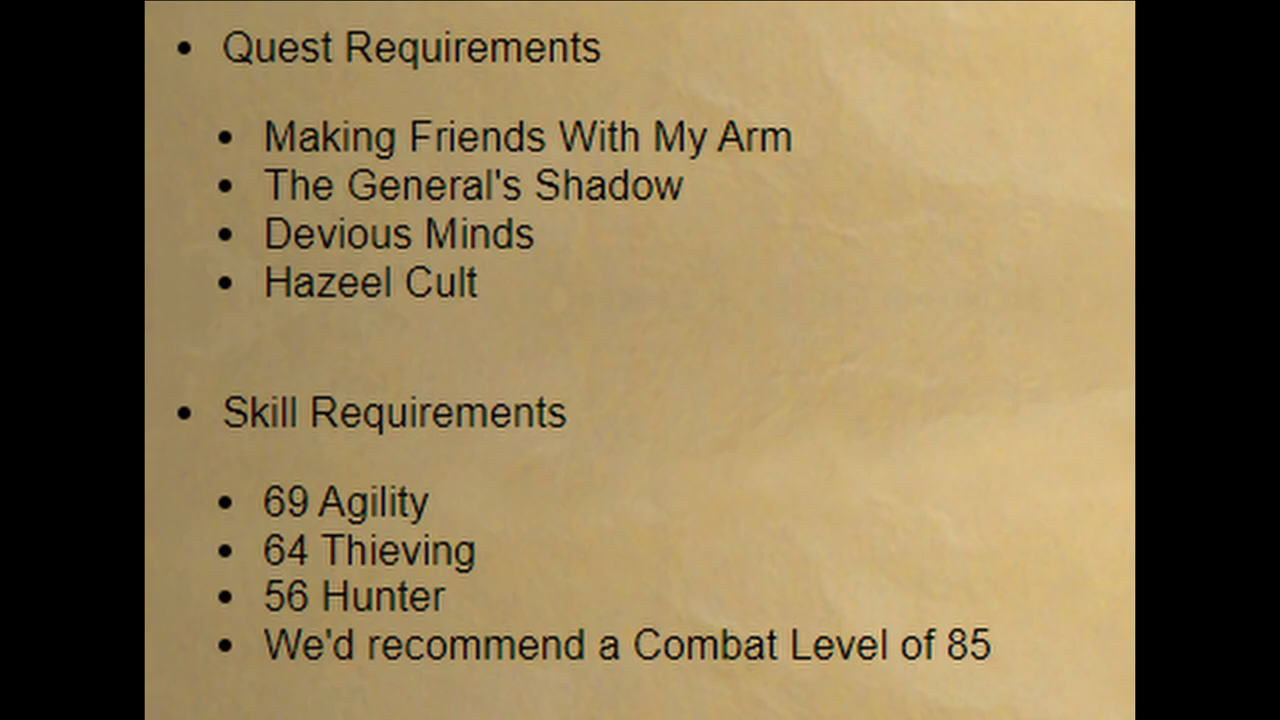 • Quest Requirements
• Making Friends With My Arm
• The General's Shadow
• Devious Minds
• Hazeel Cult
• Skill Requirements
• 69 Agility
• 64 Thieving
• 56 Hunter
• We'd recommend a Combat Level of 85